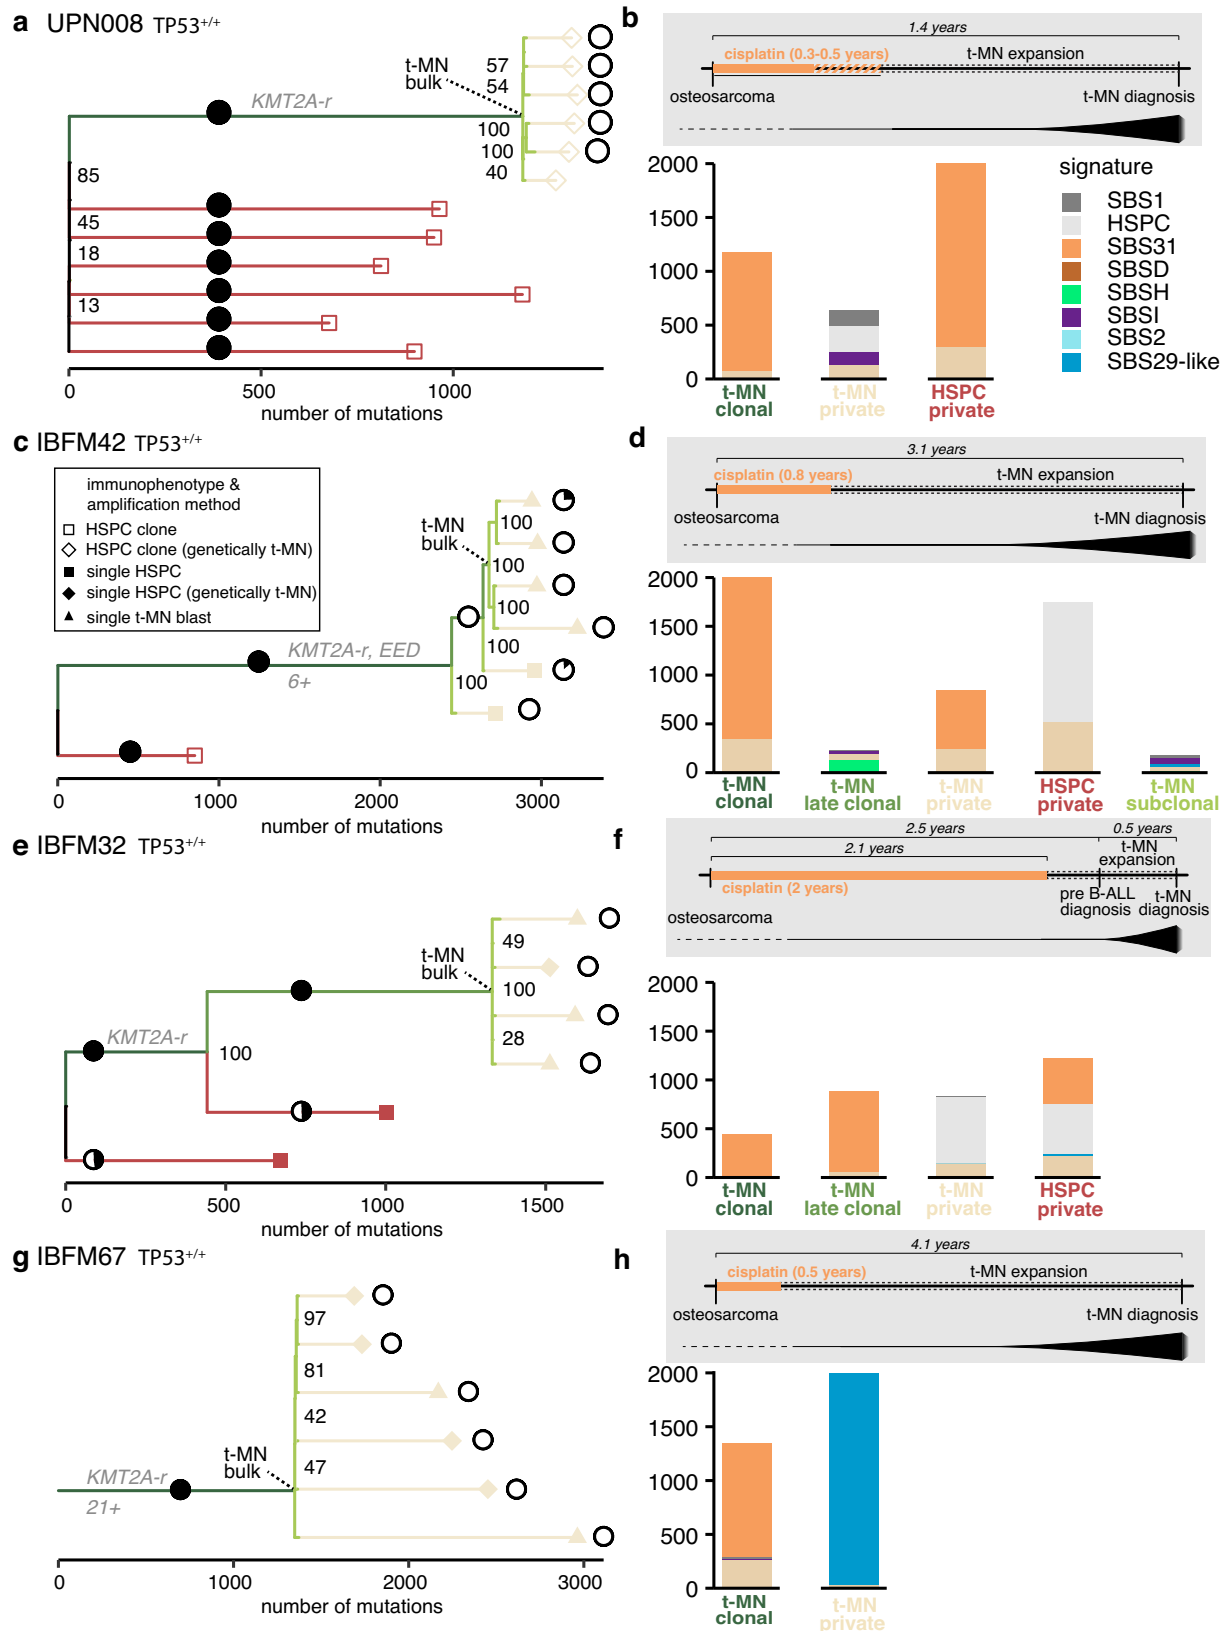 a UPN008 TP53+/+
t-MN
bulk
57
54
100
100
40
KMT2A-r
85
45
18
13
0 500 1000
number of mutations
b
1.4 years
cisplatin (0.3-0.5 years)
t-MN expansion
osteosarcoma
t-MN diagnosis
2000
1500
1000
500
0
t-MN
clonal
t-MN
private
HSPC
private
signature
SBS1
HSPC
SBS31
SBSD
SBSH
SBSI
SBS2
SBS29-like
c IBFM42 TP53+/+
immunophenotype &
amplification method
HSPC clone
HSPC clone (genetically t-MN)
single HSPC
single HSPC (genetically t-MN)
single t-MN blast
t-MN
bulk
100
100
100
100
100
KMT2A-r, EED
6+
0 1000 2000 3000
number of mutations
d
3.1 years
cisplatin (0.8 years)
t-MN expansion
osteosarcoma
t-MN diagnosis
2000
1500
1000
500
0
t-MN
clonal
t-MN
late clonal
t-MN
private
HSPC
private
t-MN
subclonal
e IBFM32 TP53+/+
t-MN
bulk
49
100
28
KMT2A-r
100
0 500 1000 1500
number of mutations
f
2.5 years
0.5 years
2.1 years
t-MN
expansion
cisplatin (2 years)
pre B-ALL
diagnosis
t-MN
diagnosis
osteosarcoma
2000
1500
1000
500
0
t-MN
clonal
t-MN
late clonal
t-MN
private
HSPC
private
g IBFM67 TP53+/+
97
81
42
47
t-MN
bulk
KMT2A-r
21+
0 1000 2000 3000
number of mutations
h
4.1 years
cisplatin (0.5 years)
t-MN expansion
osteosarcoma
t-MN diagnosis
2000
1500
1000
500
0
t-MN
clonal
t-MN
private